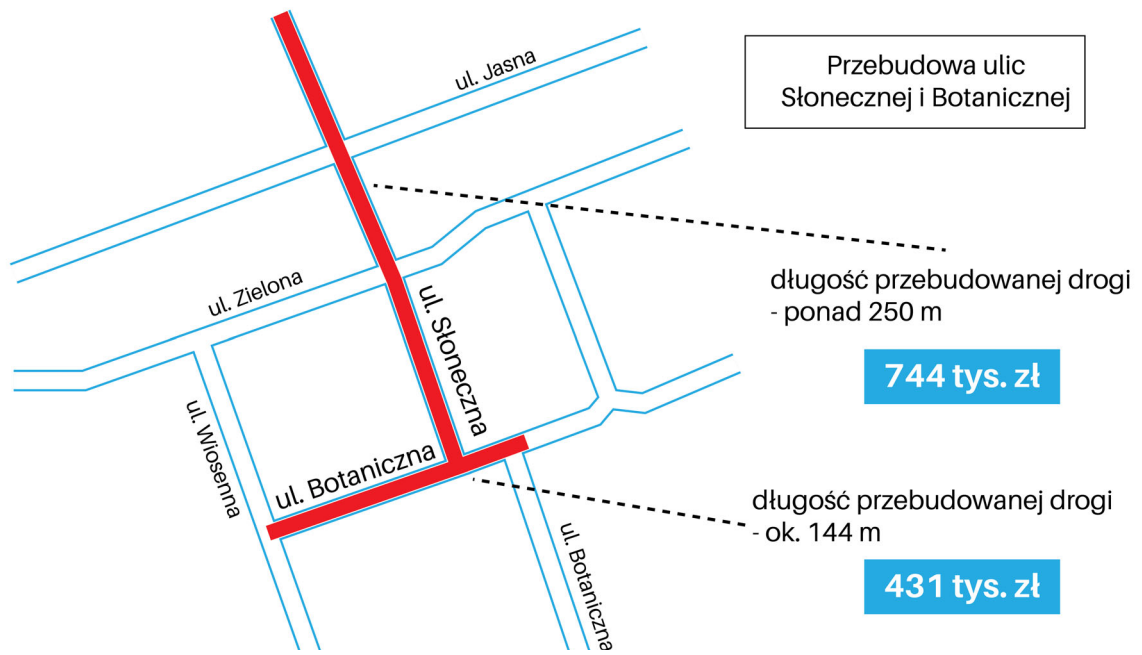 Przebudowa ulic
Słonecznej i Botanicznej
ul. Jasna
ul. Zielona
ul. Słoneczna
długość przebudowanej drogi
- ponad 250 m
744 tys. zł
ul. Wiosenna
ul. Botaniczna
ul. Botaniczna
długość przebudowanej drogi
- ok. 144 m
431 tys. zł